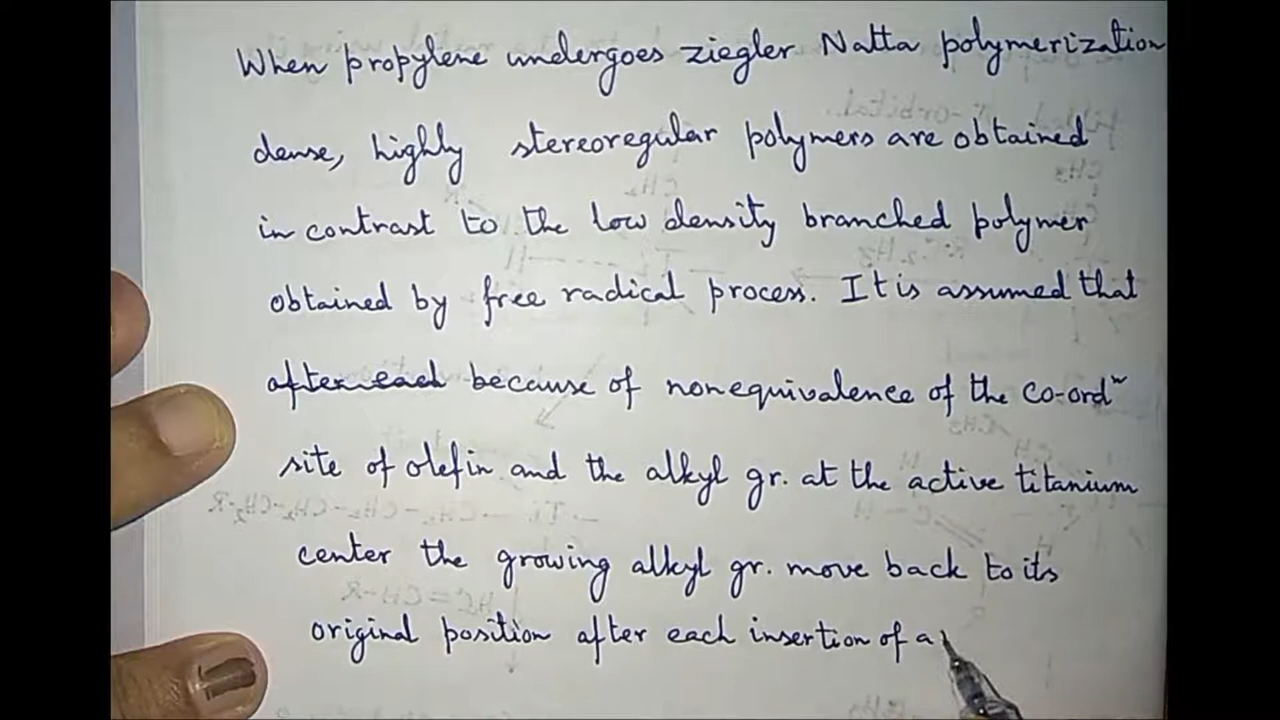 When propylene undergoes ziegler Natta polymerization
dense, highly stereoregular polymers are obtained
in contrast to the low density branched polymer
obtained by free radical process. It is assumed that
after each because of nonequivalence of the co-ordn
site of olefin and the alkyl gr. at the active titanium
center the growing alkyl gr. move back to its
original position after each insertion of a